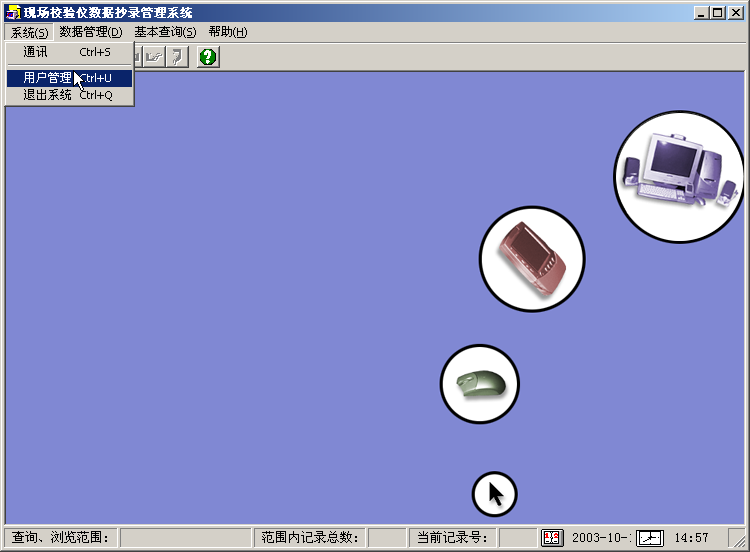 现场校验仪数据抄录管理系统
系统(S) 数据管理(D) 基本查询(S) 帮助(H)
通讯 Ctrl+S
用户管理 Ctrl+U
退出系统 Ctrl+Q
查询、浏览范围： 范围内记录总数： 当前记录号： 2003-10- 14:57